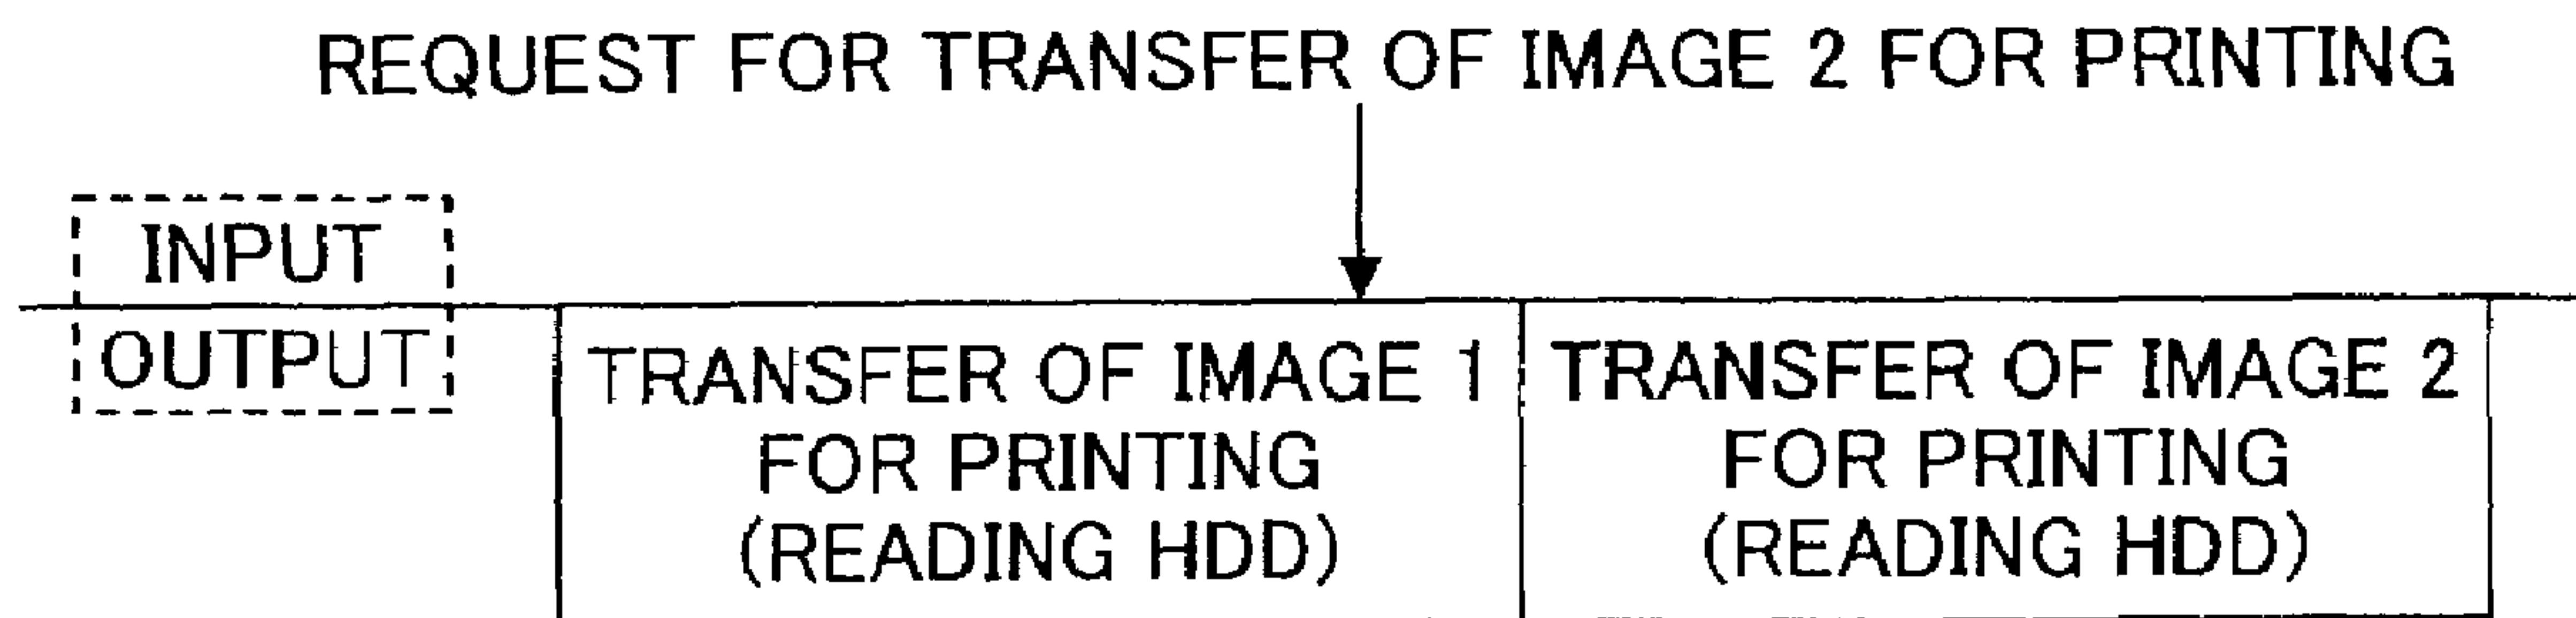 REQUEST FOR TRANSFER OF IMAGE 2 FOR PRINTING
INPUT
OUTPUT
TRANSFER OF IMAGE 1
FOR PRINTING
(READING HDD)
TRANSFER OF IMAGE 2
FOR PRINTING
(READING HDD)